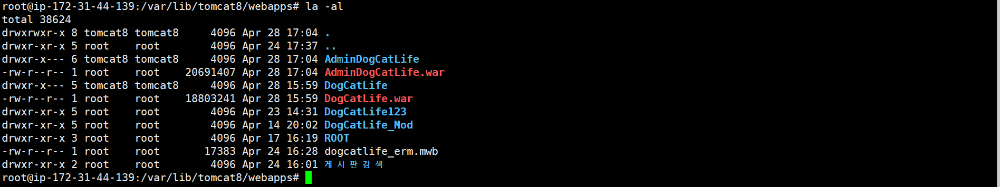 root@ip-172-31-44-139:/var/lib/tomcat8/webapps# la -al
total 38624
drwxrwxr-x 8 tomcat8 tomcat8     4096 Apr 28 17:04 .
drwxr-xr-x 5 root    root        4096 Apr 24 17:37 ..
drwxr-x--- 6 tomcat8 tomcat8     4096 Apr 28 17:04 AdminDogCatLife
-rw-r--r-- 1 root    root    20691407 Apr 28 17:04 AdminDogCatLife.war
drwxr-x--- 5 tomcat8 tomcat8     4096 Apr 28 15:59 DogCatLife
-rw-r--r-- 1 root    root    18803241 Apr 28 15:59 DogCatLife.war
drwxr-xr-x 5 root    root        4096 Apr 23 14:31 DogCatLife123
drwxr-xr-x 5 root    root        4096 Apr 14 20:02 DogCatLife_Mod
drwxr-xr-x 3 root    root        4096 Apr 17 16:19 ROOT
-rw-r--r-- 1 root    root       17383 Apr 24 16:28 dogcatlife_erm.mwb
drwxr-xr-x 2 root    root        4096 Apr 24 16:01 게시판검색
root@ip-172-31-44-139:/var/lib/tomcat8/webapps#